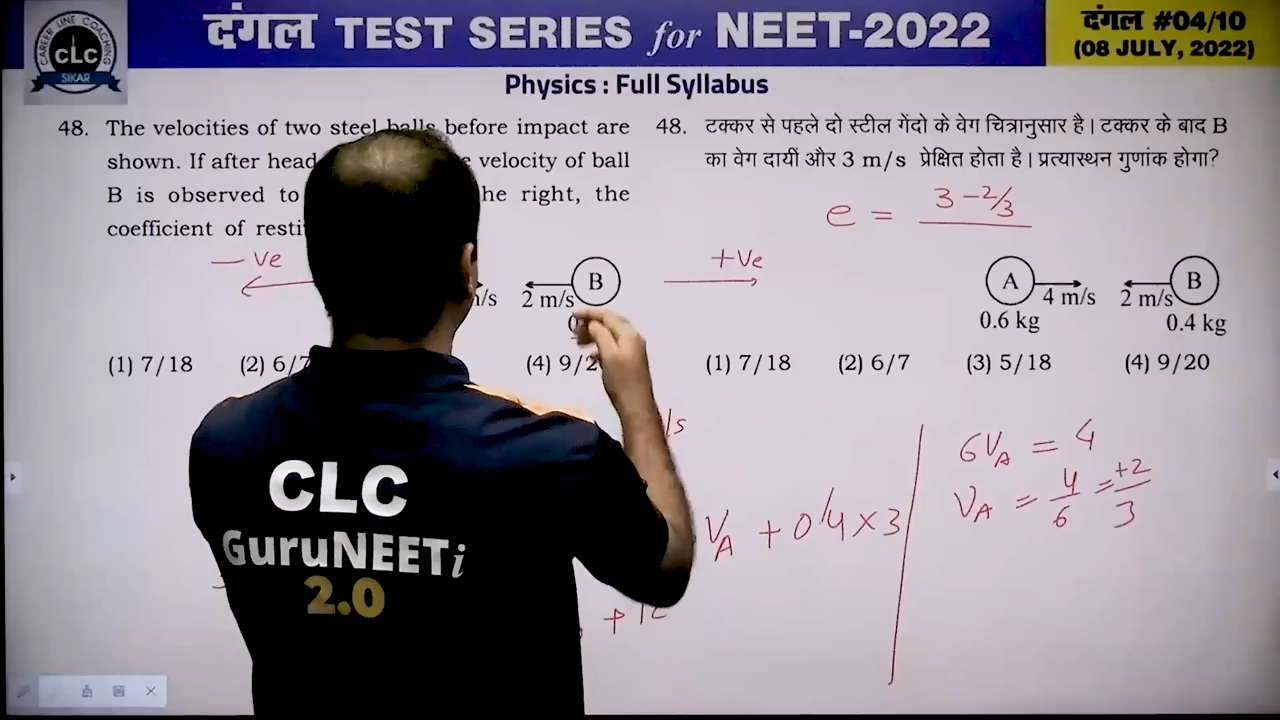 दंगल TEST SERIES for NEET-2022
दंगल #04/10
(08 JULY, 2022)
CAREER LINE COACHING
CLC
SIKAR
Physics : Full Syllabus
48. The velocities of two steel balls before impact are
shown. If after head velocity of ball
B is observed to he right, the
coefficient of
- ve
2 m/s B
(1) 7/18 (2) 6/7 (4) 9/2
48. टक्कर से पहले दो स्टील गेंदो के वेग चित्रानुसार है। टक्कर के बाद B
का वेग दायीं और 3 m/s प्रेक्षित होता है। प्रत्यास्थन गुणांक होगा?
e = 3 - 2/3
+ve
A 4 m/s 2 m/s B
0.6 kg 0.4 kg
(1) 7/18 (2) 6/7 (3) 5/18 (4) 9/20
/s
VA + 0.4 × 3
+ 12
6VA = 4
VA = 4/6 = +2/3
CLC
GuruNEETi
2.0